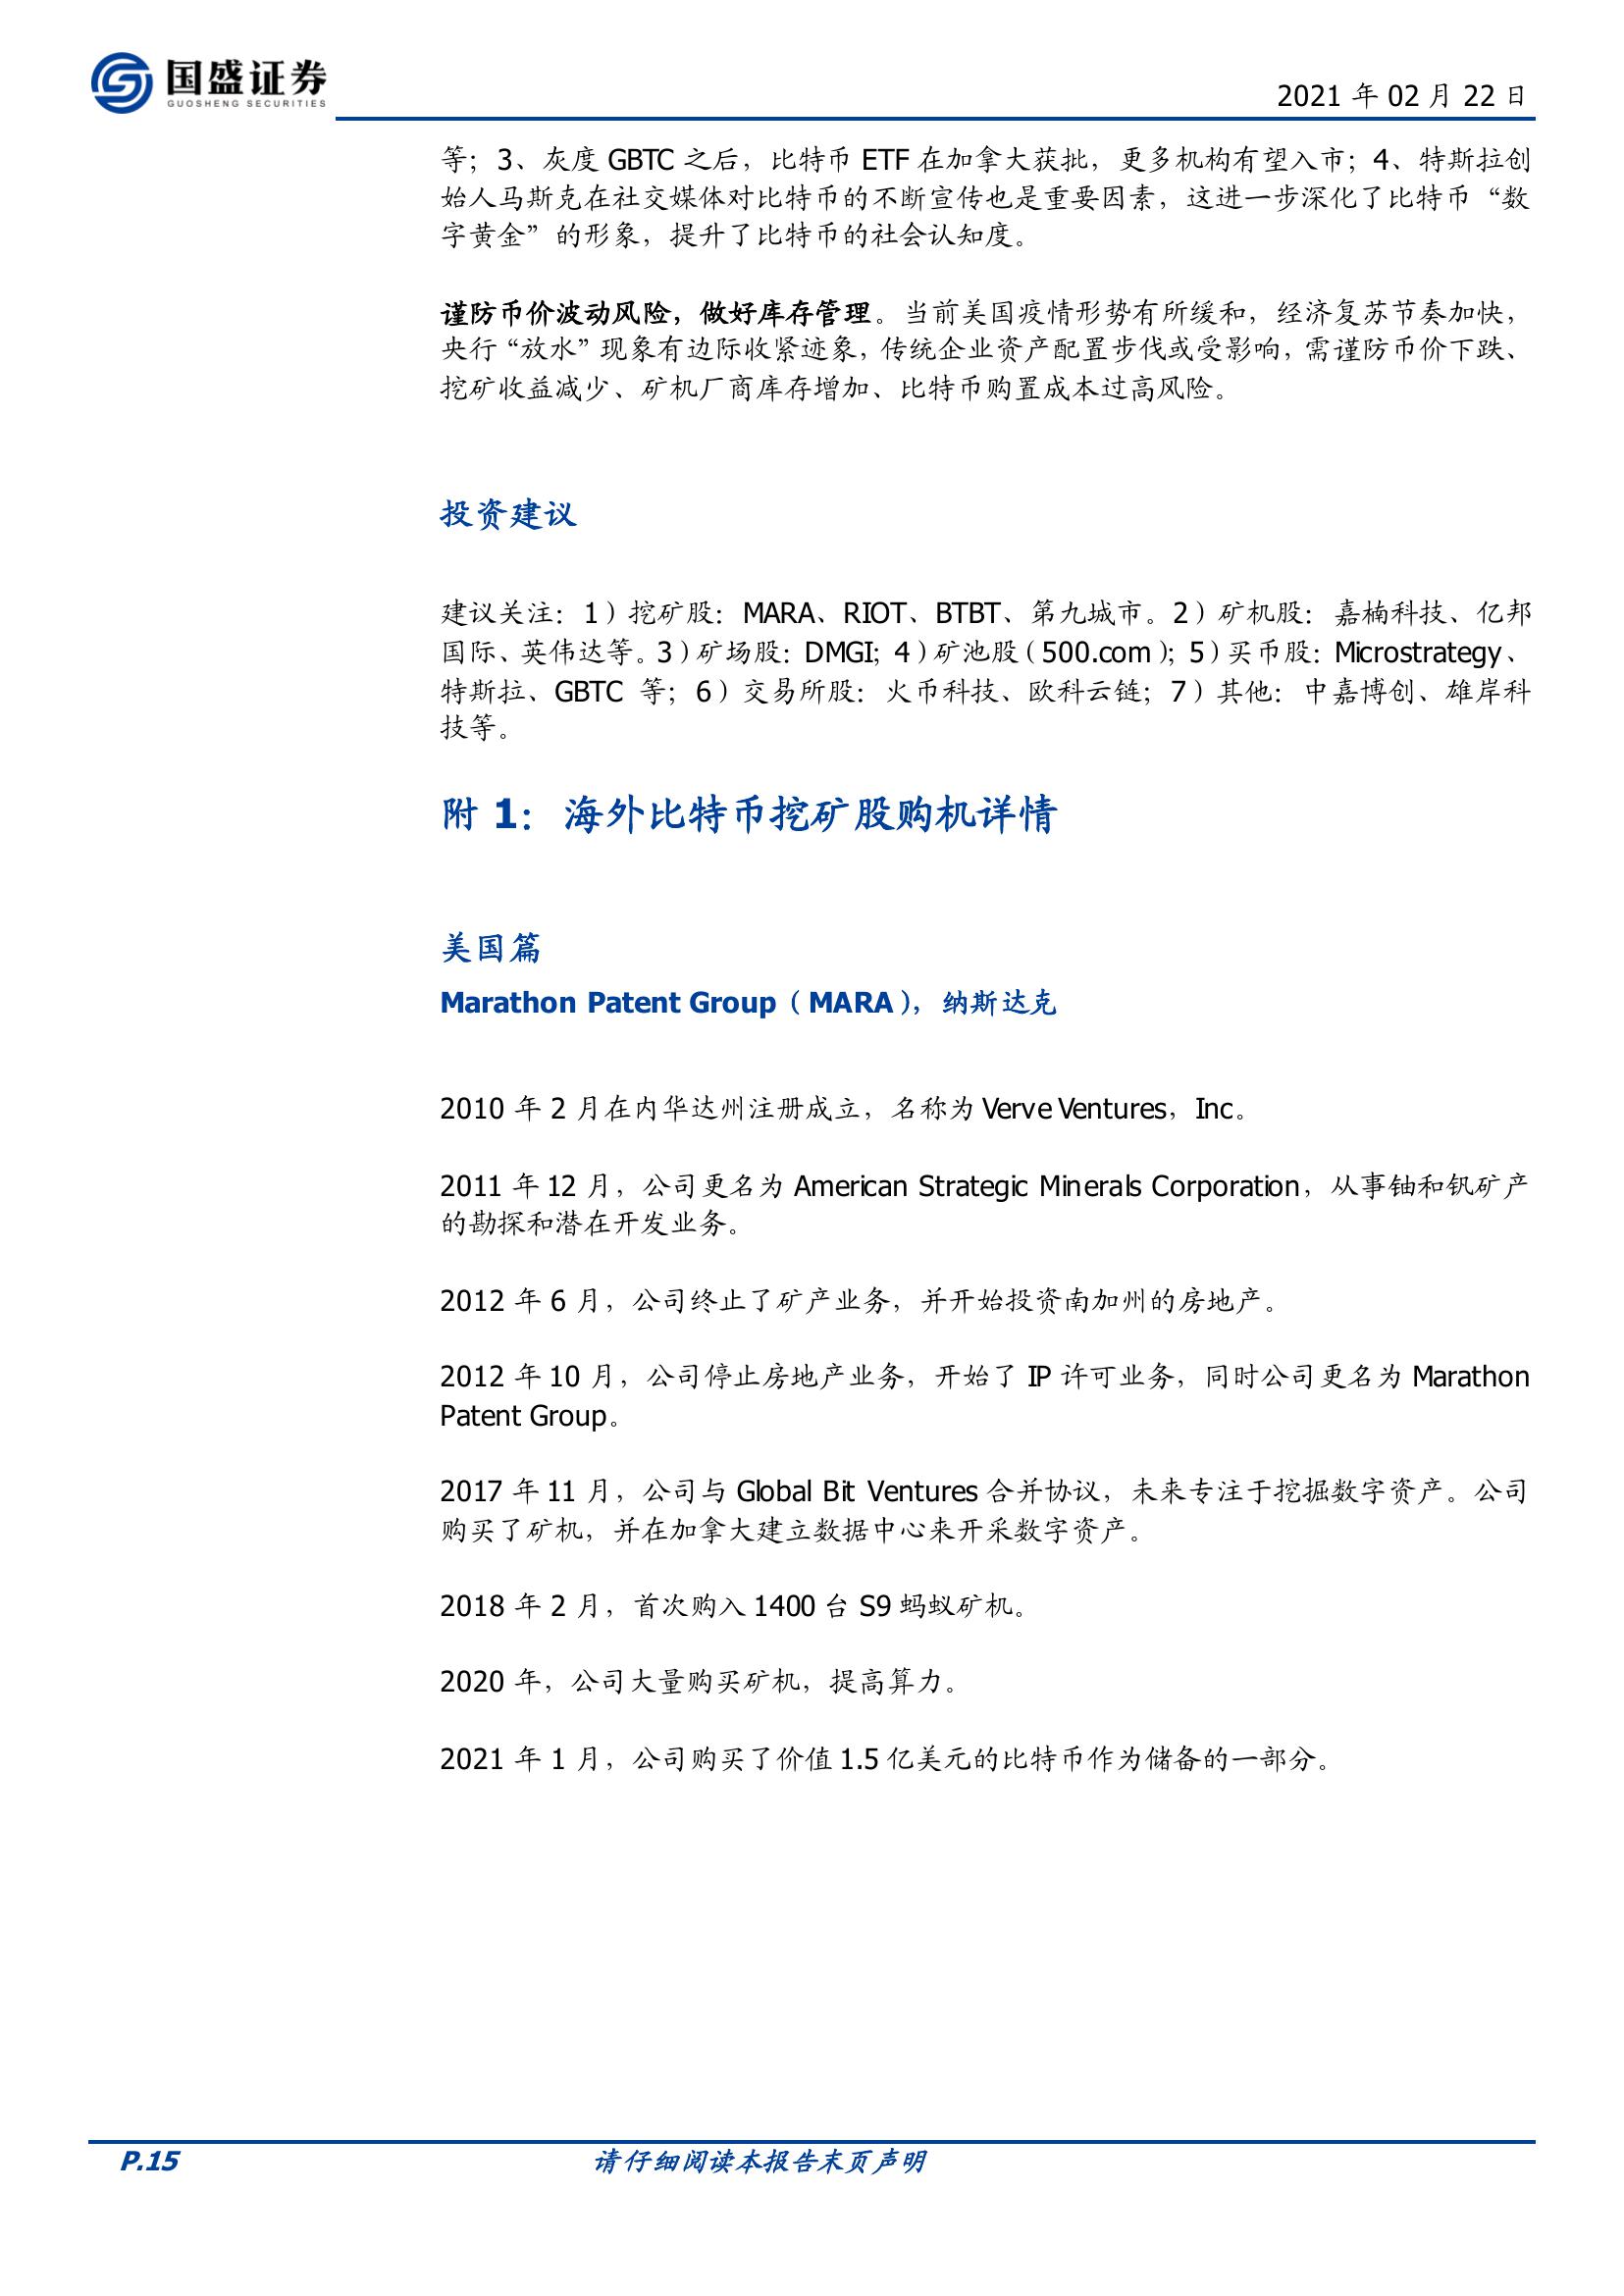 国盛证券
GUOSHENG SECURITIES
2021 年 02 月 22 日
等；3、灰度 GBTC 之后，比特币 ETF 在加拿大获批，更多机构有望入市；4、特斯拉创
始人马斯克在社交媒体对比特币的不断宣传也是重要因素，这进一步深化了比特币“数
字黄金”的形象，提升了比特币的社会认知度。
谨防币价波动风险，做好库存管理。当前美国疫情形势有所缓和，经济复苏节奏加快，
央行“放水”现象有边际收紧迹象，传统企业资产配置步伐或受影响，需谨防币价下跌、
挖矿收益减少、矿机厂商库存增加、比特币购置成本过高风险。
投资建议
建议关注：1）挖矿股：MARA、RIOT、BTBT、第九城市。2）矿机股：嘉楠科技、亿邦
国际、英伟达等。3）矿场股：DMGI；4）矿池股（500.com）；5）买币股：Microstrategy、
特斯拉、GBTC 等；6）交易所股：火币科技、欧科云链；7）其他：中嘉博创、雄岸科
技等。
附 1：海外比特币挖矿股购机详情
美国篇
Marathon Patent Group（MARA），纳斯达克
2010 年 2 月在内华达州注册成立，名称为 Verve Ventures，Inc。
2011 年 12 月，公司更名为 American Strategic Minerals Corporation，从事铀和钒矿产
的勘探和潜在开发业务。
2012 年 6 月，公司终止了矿产业务，并开始投资南加州的房地产。
2012 年 10 月，公司停止房地产业务，开始了 IP 许可业务，同时公司更名为 Marathon
Patent Group。
2017 年 11 月，公司与 Global Bit Ventures 合并协议，未来专注于挖掘数字资产。公司
购买了矿机，并在加拿大建立数据中心来开采数字资产。
2018 年 2 月，首次购入 1400 台 S9 蚂蚁矿机。
2020 年，公司大量购买矿机，提高算力。
2021 年 1 月，公司购买了价值 1.5 亿美元的比特币作为储备的一部分。
P.15
请仔细阅读本报告末页声明